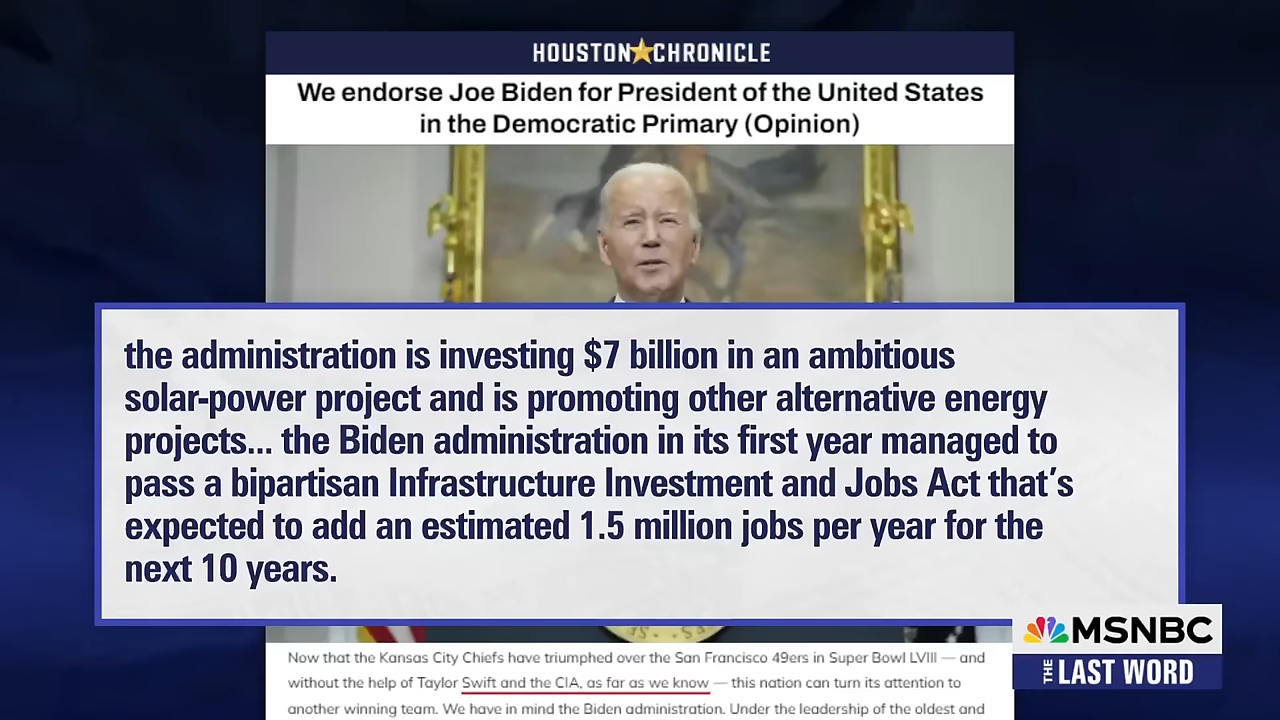 HOUSTON CHRONICLE
We endorse Joe Biden for President of the United States
in the Democratic Primary (Opinion)
the administration is investing $7 billion in an ambitious
solar-power project and is promoting other alternative energy
projects... the Biden administration in its first year managed to
pass a bipartisan Infrastructure Investment and Jobs Act that's
expected to add an estimated 1.5 million jobs per year for the
next 10 years.
MSNBC
THE LAST WORD
Now that the Kansas City Chiefs have triumphed over the San Francisco 49ers in Super Bowl LVIII — and
without the help of Taylor Swift and the CIA, as far as we know — this nation can turn its attention to
another winning team. We have in mind the Biden administration. Under the leadership of the oldest and